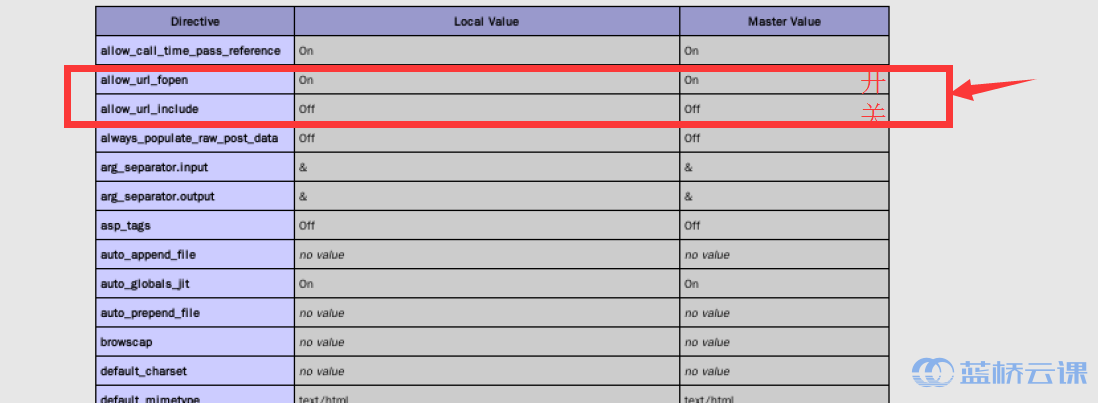 Directive Local Value Master Value
allow_call_time_pass_reference On On
allow_url_fopen On On 开
allow_url_include Off Off 关
always_populate_raw_post_data Off Off
arg_separator.input & &
arg_separator.output & &
asp_tags Off Off
auto_append_file no value no value
auto_globals_jit On On
auto_prepend_file no value no value
browscap no value no value
default_charset no value no value
default_mimetype text/html text/html
蓝桥云课